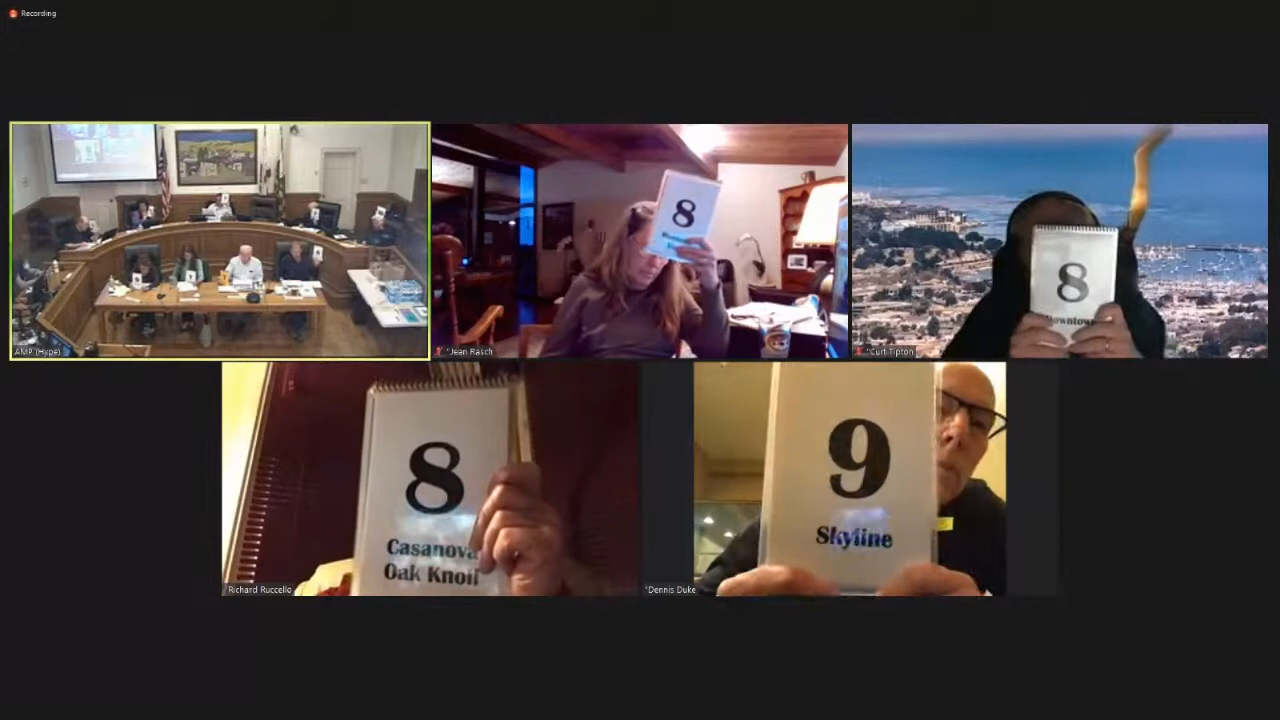 Recording
AMP (Hype)
8
"Jean Rasch
8
Downtown
"Curt Tipton
8
Casanova
Oak Knoll
"Richard Ruccello
9
Skyline
"Dennis Duke